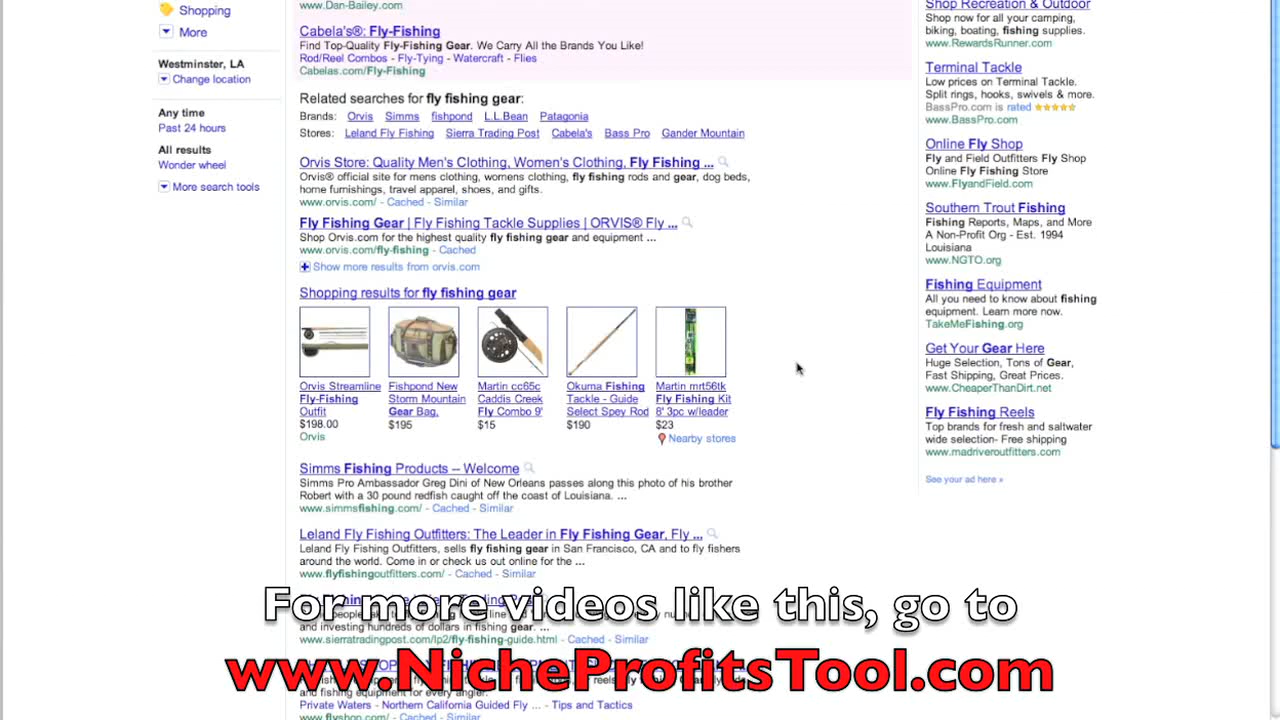 Shopping
More
Westminster, LA
Change location
Any time
Past 24 hours
All results
Wonder wheel
More search tools
www.Dan-Bailey.com
Cabela's®: Fly-Fishing
Find Top-Quality Fly-Fishing Gear. We Carry All the Brands You Like!
Rod/Reel Combos - Fly-Tying - Watercraft - Flies
Cabelas.com/Fly-Fishing
Related searches for fly fishing gear:
Brands: Orvis Simms fishpond L.L.Bean Patagonia
Stores: Leland Fly Fishing Sierra Trading Post Cabela's Bass Pro Gander Mountain
Orvis Store: Quality Men's Clothing, Women's Clothing, Fly Fishing ...
Orvis® official site for mens clothing, womens clothing, fly fishing rods and gear, dog beds,
home furnishings, travel apparel, shoes, and gifts.
www.orvis.com/ - Cached - Similar
Fly Fishing Gear | Fly Fishing Tackle Supplies | ORVIS® Fly ...
Shop Orvis.com for the highest quality fly fishing gear and equipment ...
www.orvis.com/fly-fishing - Cached
Show more results from orvis.com
Shopping results for fly fishing gear
Orvis Streamline
Fly-Fishing
Outfit
$198.00
Orvis
Fishpond New
Storm Mountain
Gear Bag,
$195
Martin cc65c
Caddis Creek
Fly Combo 9'
$15
Okuma Fishing
Tackle - Guide
Select Spey Rod
$190
Martin mrt56tk
Fly Fishing Kit
8' 3pc w/leader
$23
Nearby stores
Simms Fishing Products -- Welcome
Simms Pro Ambassador Greg Dini of New Orleans passes along this photo of his brother
Robert with a 30 pound redfish caught off the coast of Louisiana. ...
www.simmsfishing.com/ - Cached - Similar
Leland Fly Fishing Outfitters: The Leader in Fly Fishing Gear, Fly ...
Leland Fly Fishing Outfitters, sells fly fishing gear in San Francisco, CA and to fly fishers
around the world. Come in or check us out online for the ...
www.flyfishingoutfitters.com/ - Cached - Similar
and investing hundreds of dollars in fishing gear. ...
www.sierratradingpost.com/lp2/fly-fishing-guide.html - Cached - Similar
and fishing equipment for every angler.
Private Waters - Northern California Guided Fly ... - Tips and Tactics
www.flyshop.com/ - Cached - Similar
Shop Recreation & Outdoor
Shop now for all your camping,
biking, boating, fishing supplies.
www.RewardsRunner.com
Terminal Tackle
Low prices on Terminal Tackle.
Split rings, hooks, swivels & more.
BassPro.com is rated
www.BassPro.com
Online Fly Shop
Fly and Field Outfitters Fly Shop
Online Fly Fishing Store
www.FlyandField.com
Southern Trout Fishing
Fishing Reports, Maps, and More
A Non-Profit Org - Est. 1994
Louisiana
www.NGTO.org
Fishing Equipment
All you need to know about fishing
equipment. Learn more now.
TakeMeFishing.org
Get Your Gear Here
Huge Selection, Tons of Gear,
Fast Shipping, Great Prices.
www.CheaperThanDirt.net
Fly Fishing Reels
Top brands for fresh and saltwater
wide selection- Free shipping
www.madriveroutfitters.com
See your ad here »
For more videos like this, go to
www.NicheProfitsTool.com